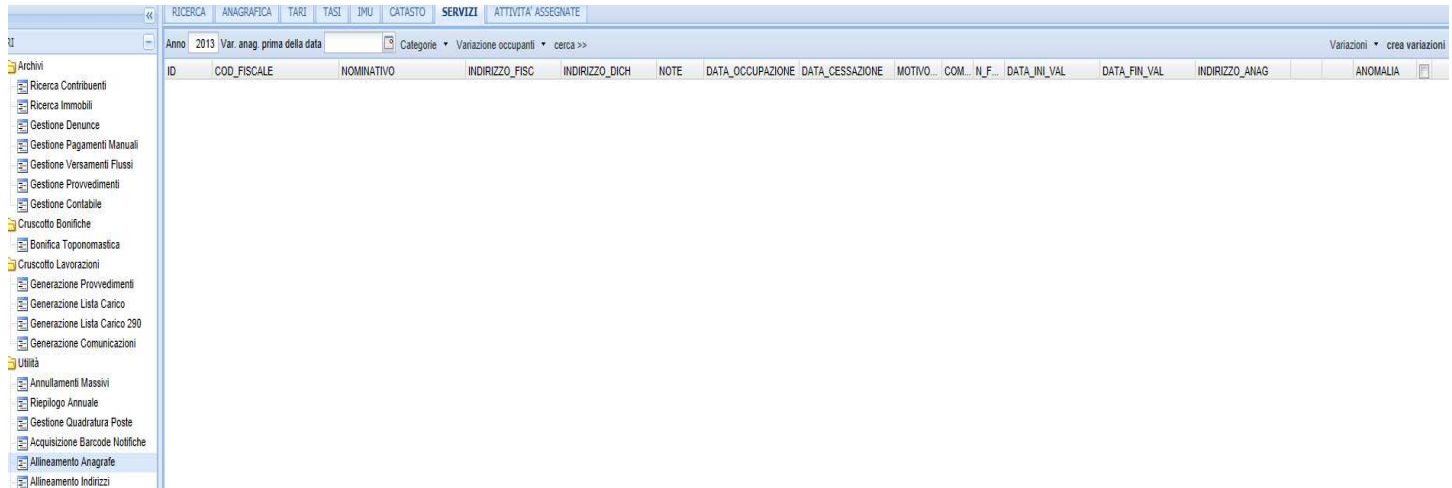 RICERCA ANAGRAFICA TARI TASI IMU CATASTO SERVIZI ATTIVITA' ASSEGNATE
Anno 2013 Var. anag. prima della data Categorie Variazione occupanti cerca >> Variazioni crea variazioni
ID COD_FISCALE NOMINATIVO INDIRIZZO_FISC INDIRIZZO_DICH NOTE DATA_OCCUPAZIONE DATA_CESSAZIONE MOTIVO... COM... N_F... DATA_INI_VAL DATA_FIN_VAL INDIRIZZO_ANAG ANOMALIA
Archivi
Ricerca Contribuenti
Ricerca Immobili
Gestione Denunce
Gestione Pagamenti Manuali
Gestione Versamenti Flussi
Gestione Provvedimenti
Gestione Contabile
Cruscotto Bonifiche
Bonifica Toponomastica
Cruscotto Lavorazioni
Generazione Provvedimenti
Generazione Lista Carico
Generazione Lista Carico 290
Generazione Comunicazioni
Utilità
Annullamenti Massivi
Riepilogo Annuale
Gestione Quadratura Poste
Acquisizione Barcode Notifiche
Allineamento Anagrafe
Allineamento Indirizzi